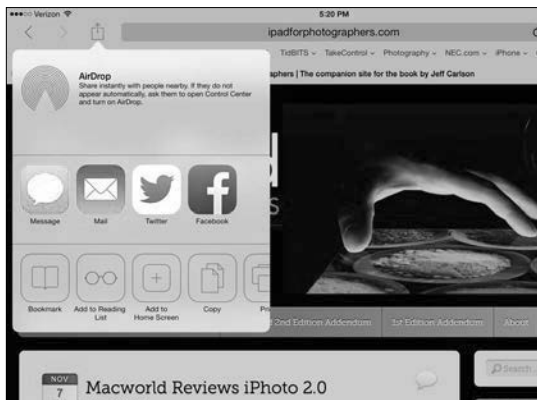 Verizon
5:20 PM
ipadforphotographers.com
TidBITS TakeControl Photography NEC.com iPhone
AirDrop
Share instantly with people nearby. If they do not
appear automatically, ask them to open Control Center
and turn on AirDrop.
aphers | The companion site for the book by Jeff Carlson
Message Mail Twitter Facebook
Bookmark Add to Reading List Add to Home Screen Copy
2nd Edition Addendum 1st Edition Addendum About
Search
NOV
7
Macworld Reviews iPhoto 2.0